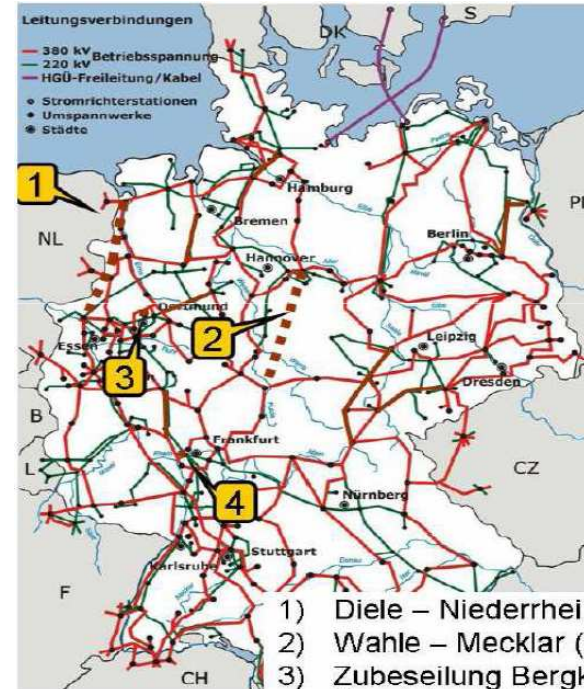 Leitungsverbindungen
380 kV Betriebsspannung
220 kV
HGÜ-Freileitung/Kabel
Stromrichterstationen
Umspannwerke
Städte
DK
S
1
Hamburg
Bremen
NL
Hannover
Berlin
Dortmund
2
Essen
3
Leipzig
Dresden
B
L
Frankfurt
CZ
4
Nürnberg
Karlsruhe
Stuttgart
F
CH
1) Diele – Niederrhei
2) Wahle – Mecklar (
3) Zubeseilung Berg